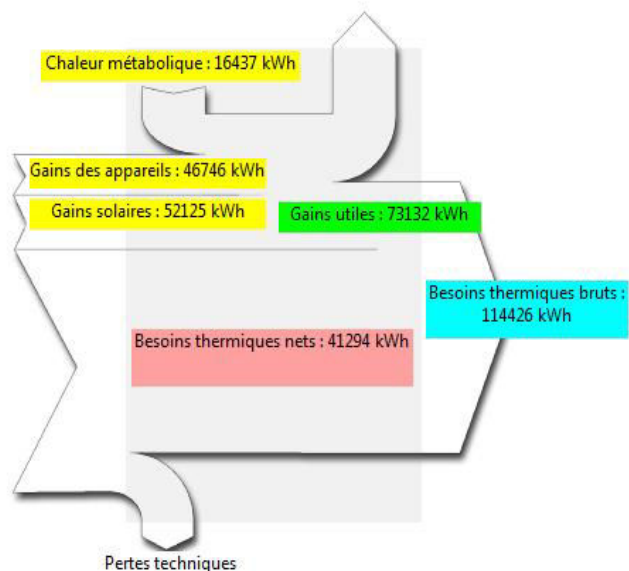 Chaleur métabolique : 16437 kWh
Gains des appareils : 46746 kWh
Gains solaires : 52125 kWh
Gains utiles : 73132 kWh
Besoins thermiques bruts :
114426 kWh
Besoins thermiques nets : 41294 kWh
Pertes techniques